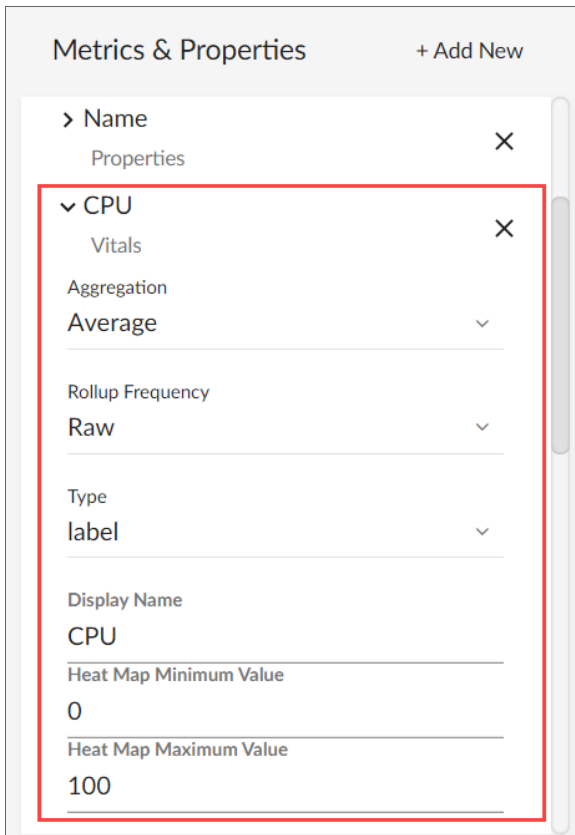 Metrics & Properties + Add New
Name
Properties
CPU
Vitals
Aggregation
Average
Rollup Frequency
Raw
Type
label
Display Name
CPU
Heat Map Minimum Value
0
Heat Map Maximum Value
100